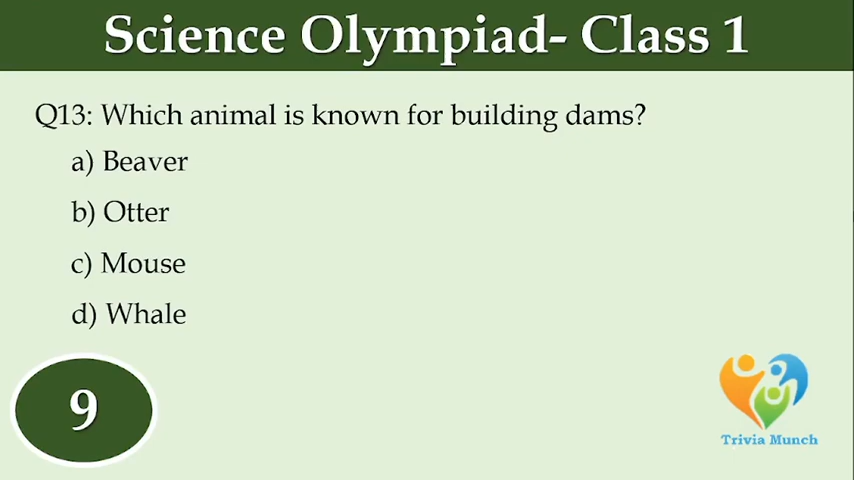 Science Olympiad- Class 1
Q13: Which animal is known for building dams?
a) Beaver
b) Otter
c) Mouse
d) Whale
9
Trivia Munch